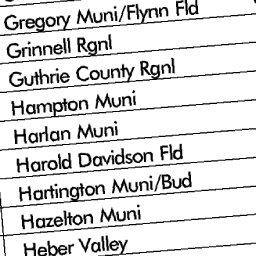 Gregory Muni/Flynn Fld
Grinnell Rgnl
Guthrie County Rgnl
Hampton Muni
Harlan Muni
Harold Davidson Fld
Hartington Muni/Bud
Hazelton Muni
Heber Valley